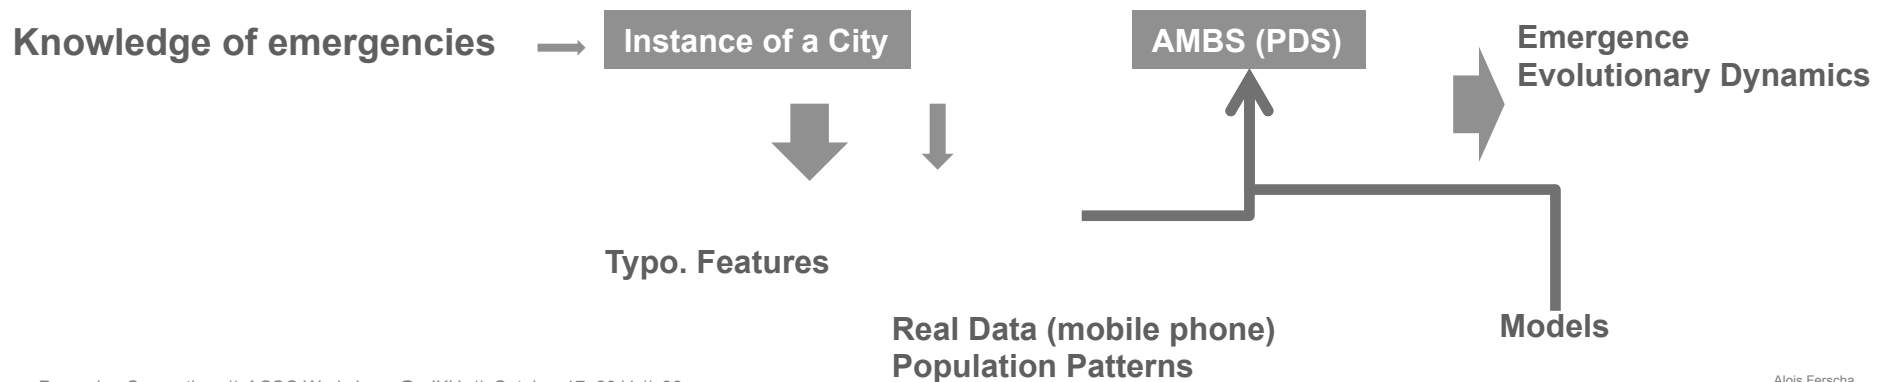 Knowledge of emergencies
Instance of a City
AMBS (PDS)
Emergence
Evolutionary Dynamics
Typo. Features
Real Data (mobile phone)
Population Patterns
Models
Alois Ferscha